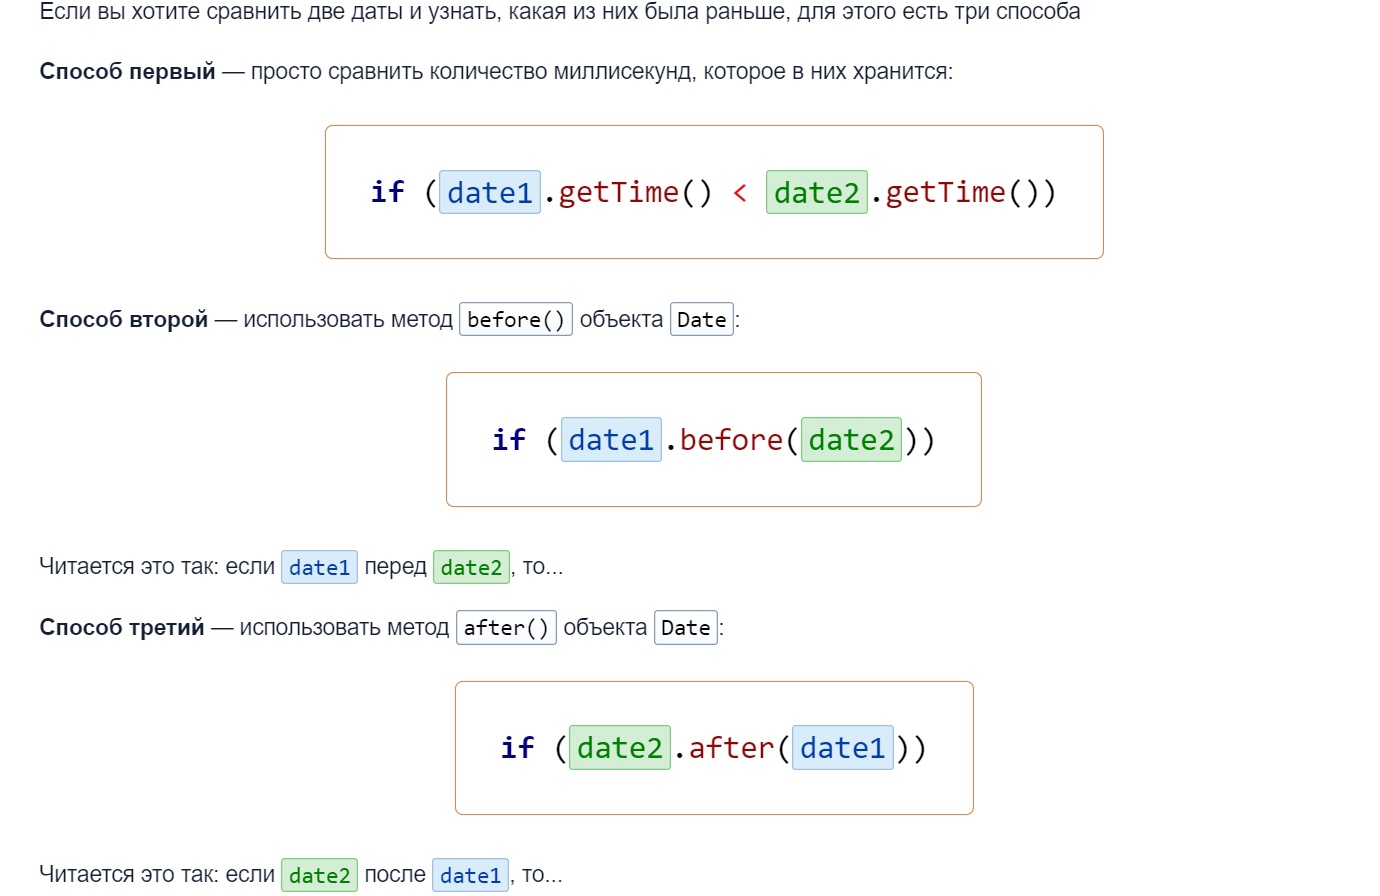 Если вы хотите сравнить две даты и узнать, какая из них была раньше, для этого есть три способа
Способ первый — просто сравнить количество миллисекунд, которое в них хранится:
if (date1.getTime() < date2.getTime())
Способ второй — использовать метод before() объекта Date:
if (date1.before(date2))
Читается это так: если date1 перед date2, то...
Способ третий — использовать метод after() объекта Date:
if (date2.after(date1))
Читается это так: если date2 после date1, то...